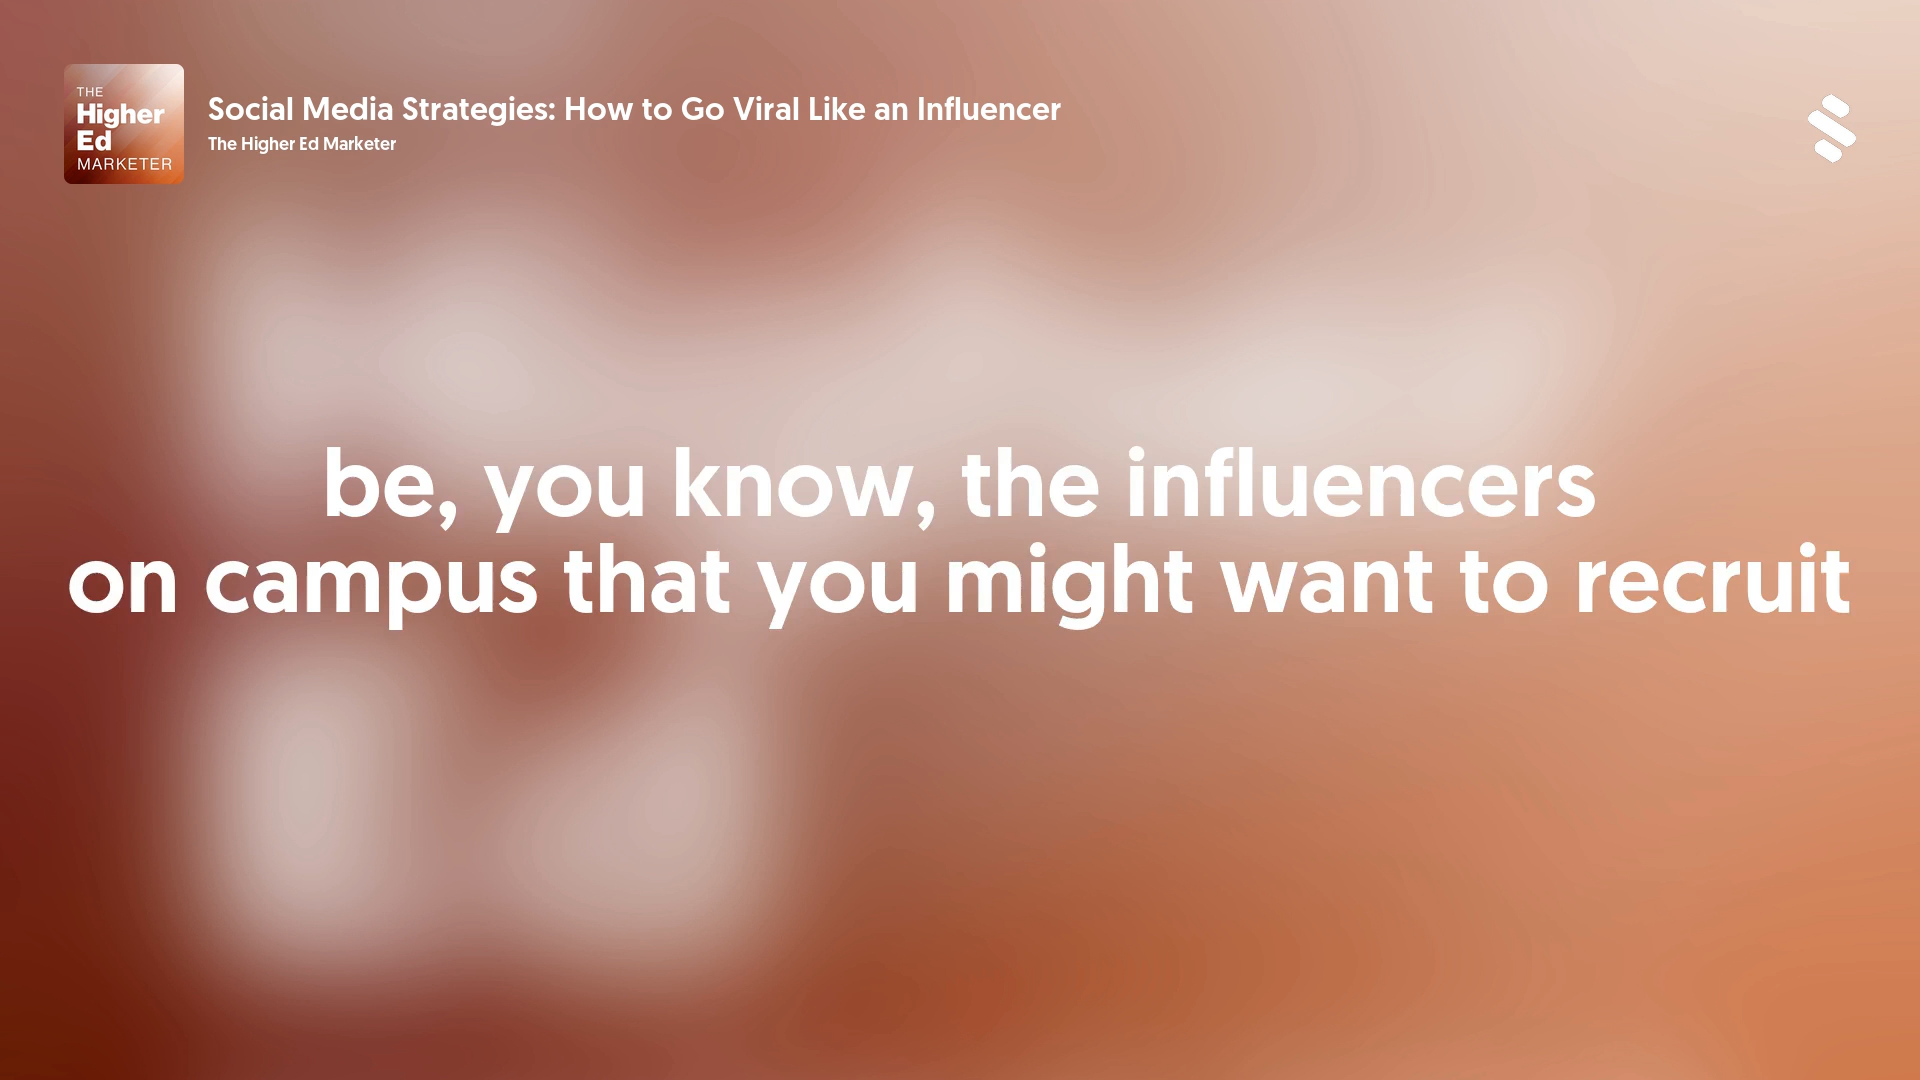 THE
Higher
Ed
MARKETER
Social Media Strategies: How to Go Viral Like an Influencer
The Higher Ed Marketer
be, you know, the influencers
on campus that you might want to recruit